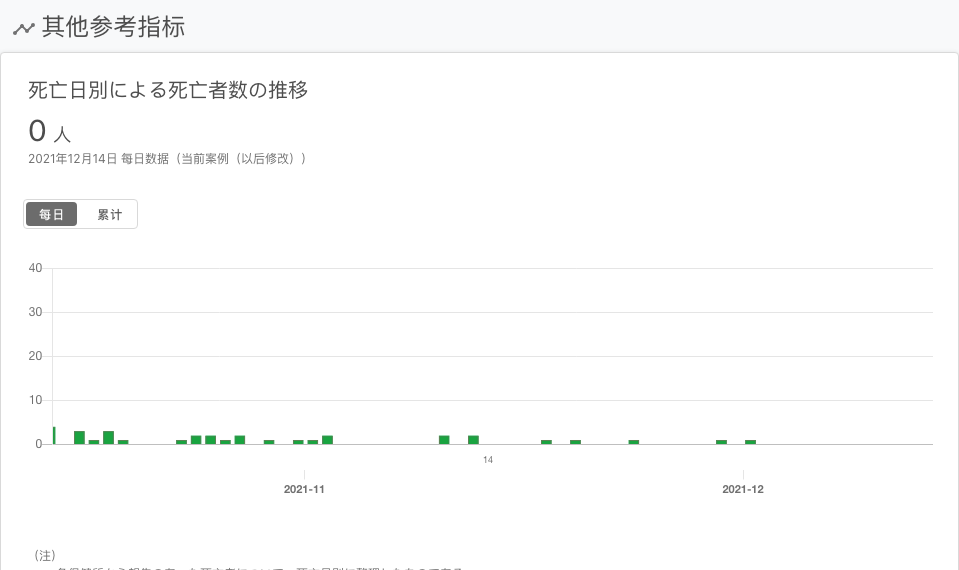 其他参考指标
死亡日別による死亡者数の推移
0 人
2021年12月14日 每日数据（当前案例（以后修改））
每日 累计
40
30
20
10
0
14
2021-11 2021-12
（注）